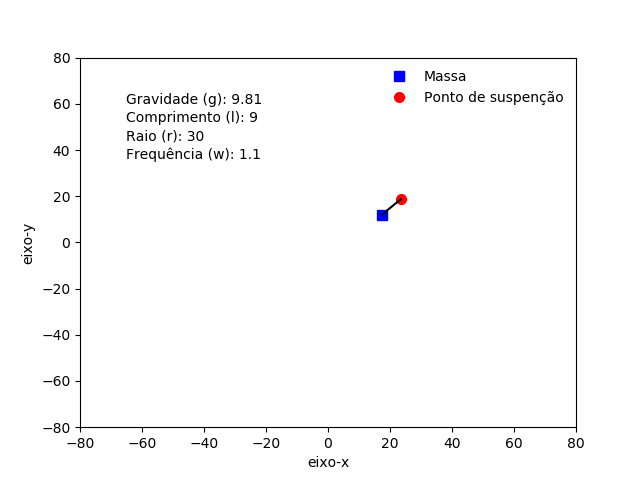 80
60
40
20
0
−20
−40
−60
−80
−80
−60
−40
−20
0
20
40
60
80
eixo-x
eixo-y
Gravidade (g): 9.81
Comprimento (l): 9
Raio (r): 30
Frequência (w): 1.1
Massa
Ponto de suspenção